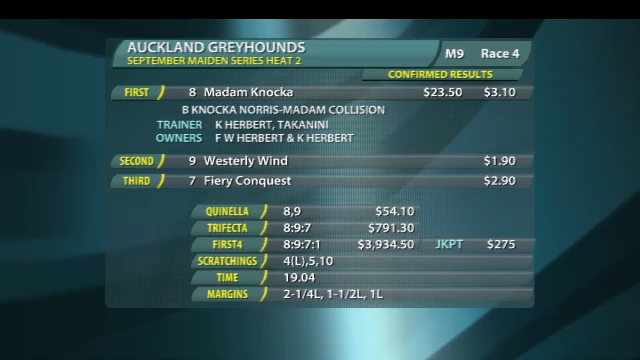 AUCKLAND GREYHOUNDS
SEPTEMBER MAIDEN SERIES HEAT 2
M9 Race 4
CONFIRMED RESULTS
FIRST 8 Madam Knocka $23.50 $3.10
B KNOCKA NORRIS-MADAM COLLISION
TRAINER K HERBERT, TAKANINI
OWNERS F W HERBERT & K HERBERT
SECOND 9 Westerly Wind $1.90
THIRD 7 Fiery Conquest $2.90
QUINELLA 8,9 $54.10
TRIFECTA 8:9:7 $791.30
FIRST4 8:9:7:1 $3,934.50 JKPT $275
SCRATCHINGS 4(L),5,10
TIME 19.04
MARGINS 2-1/4L, 1-1/2L, 1L